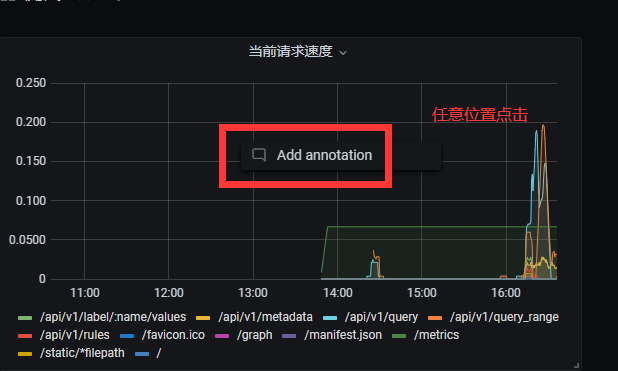 当前请求速度
0.250
0.200
任意位置点击
0.150
Add annotation
0.100
0.0500
0
11:00 12:00 13:00 14:00 15:00 16:00
/api/v1/label/:name/values /api/v1/metadata /api/v1/query /api/v1/query_range
/api/v1/rules /favicon.ico /graph /manifest.json /metrics
/static/*filepath /